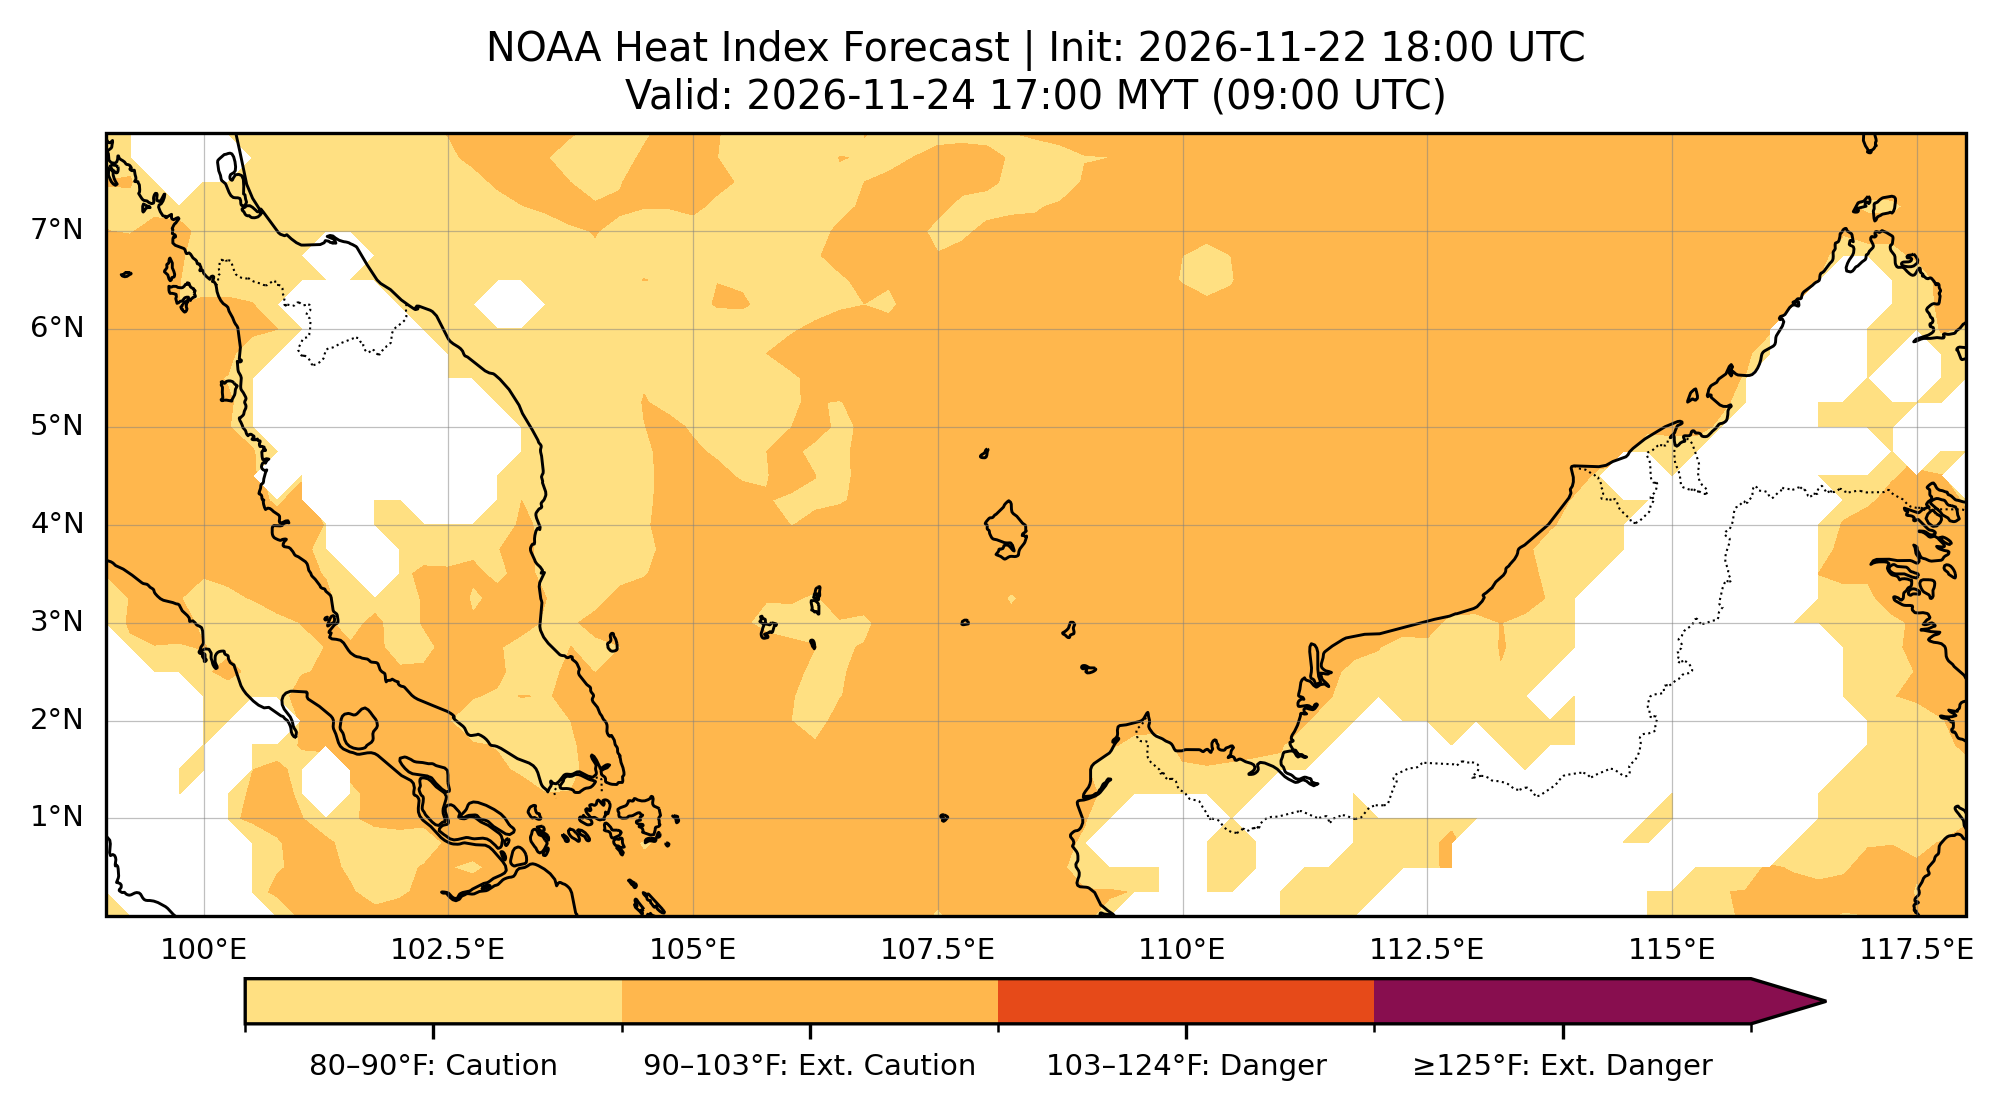 NOAA Heat Index Forecast | Init: 2026-11-22 18:00 UTC
Valid: 2026-11-24 17:00 MYT (09:00 UTC)
7°N
6°N
5°N
4°N
3°N
2°N
1°N
100°E 102.5°E 105°E 107.5°E 110°E 112.5°E 115°E 117.5°E
80–90°F: Caution 90–103°F: Ext. Caution 103–124°F: Danger ≥125°F: Ext. Danger